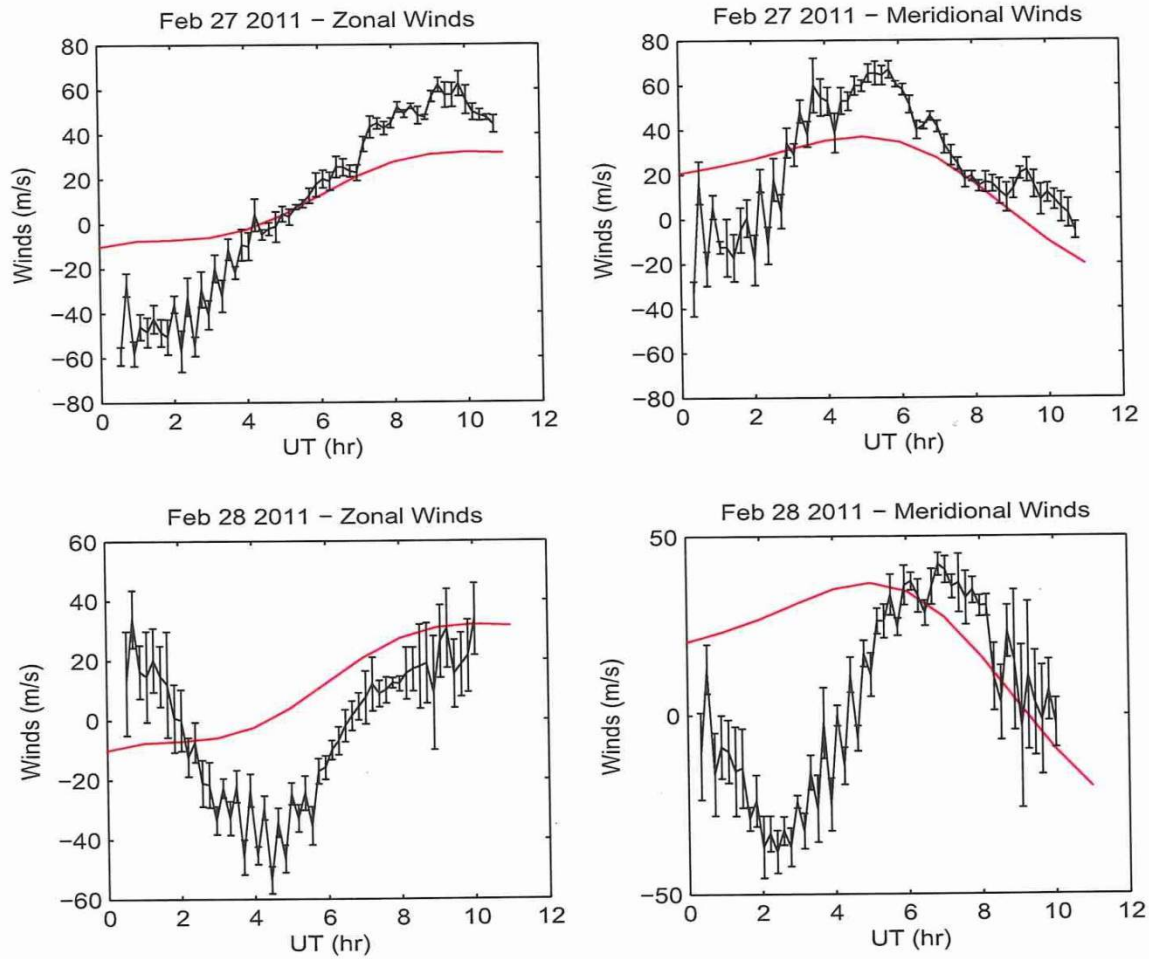 Feb 27 2011 − Zonal Winds
80
60
40
20
0
−20
−40
−60
−80
Winds (m/s)
0 2 4 6 8 10 12
UT (hr)
Feb 27 2011 − Meridional Winds
80
60
40
20
0
−20
−40
−60
−80
Winds (m/s)
0 2 4 6 8 10 12
UT (hr)
Feb 28 2011 − Zonal Winds
60
40
20
0
−20
−40
−60
Winds (m/s)
0 2 4 6 8 10 12
UT (hr)
Feb 28 2011 − Meridional Winds
50
0
−50
Winds (m/s)
0 2 4 6 8 10 12
UT (hr)